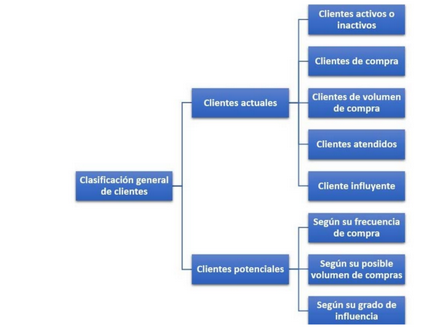 Clasificación general
de clientes
Clientes actuales
Clientes activos o
inactivos
Clientes de compra
Clientes de volumen
de compra
Clientes atendidos
Cliente influyente
Clientes potenciales
Según su frecuencia
de compra
Según su posible
volumen de compras
Según su grado de
influencia